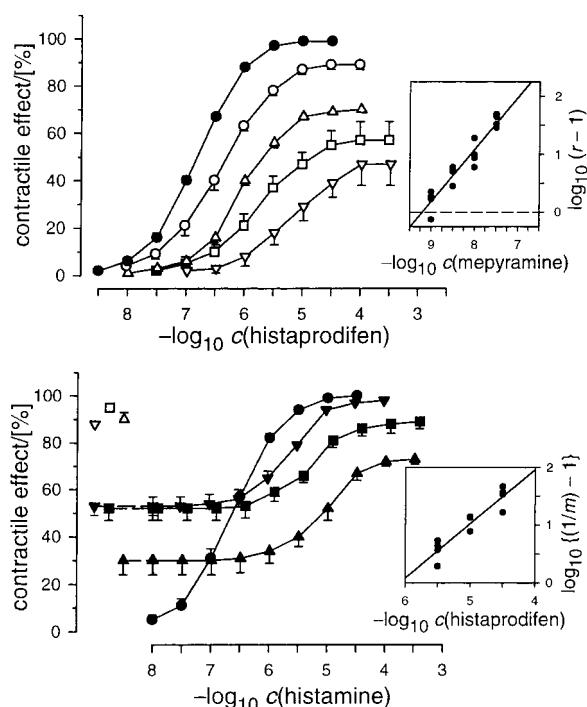 contractile effect/[%]
100
80
60
40
20
0
8 7 6 5 4 3
–log10 c(histaprodifen)
2
1
0
log10 (r – 1)
9 8 7
–log10 c(mepyramine)
contractile effect/[%]
100
80
60
40
20
0
8 7 6 5 4 3
–log10 c(histamine)
2
1
0
log10 {(1/m) – 1}
6 5 4
–log10 c(histaprodifen)